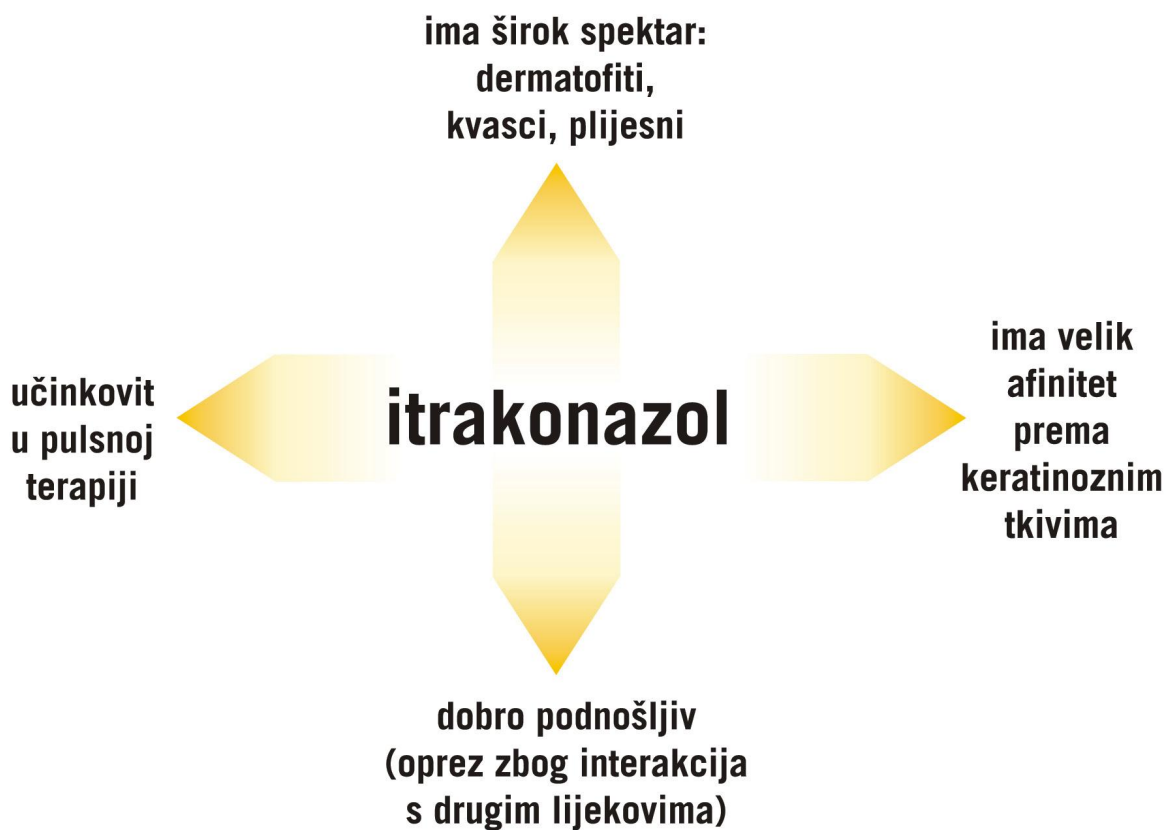 ima širok spektar:
dermatofiti,
kvasci, plijesni
učinkovit
u pulsnoj
terapiji
itrakonazol
ima velik
afinitet
prema
keratinoznim
tkivima
dobro podnošljiv
(oprez zbog interakcija
s drugim lijekovima)